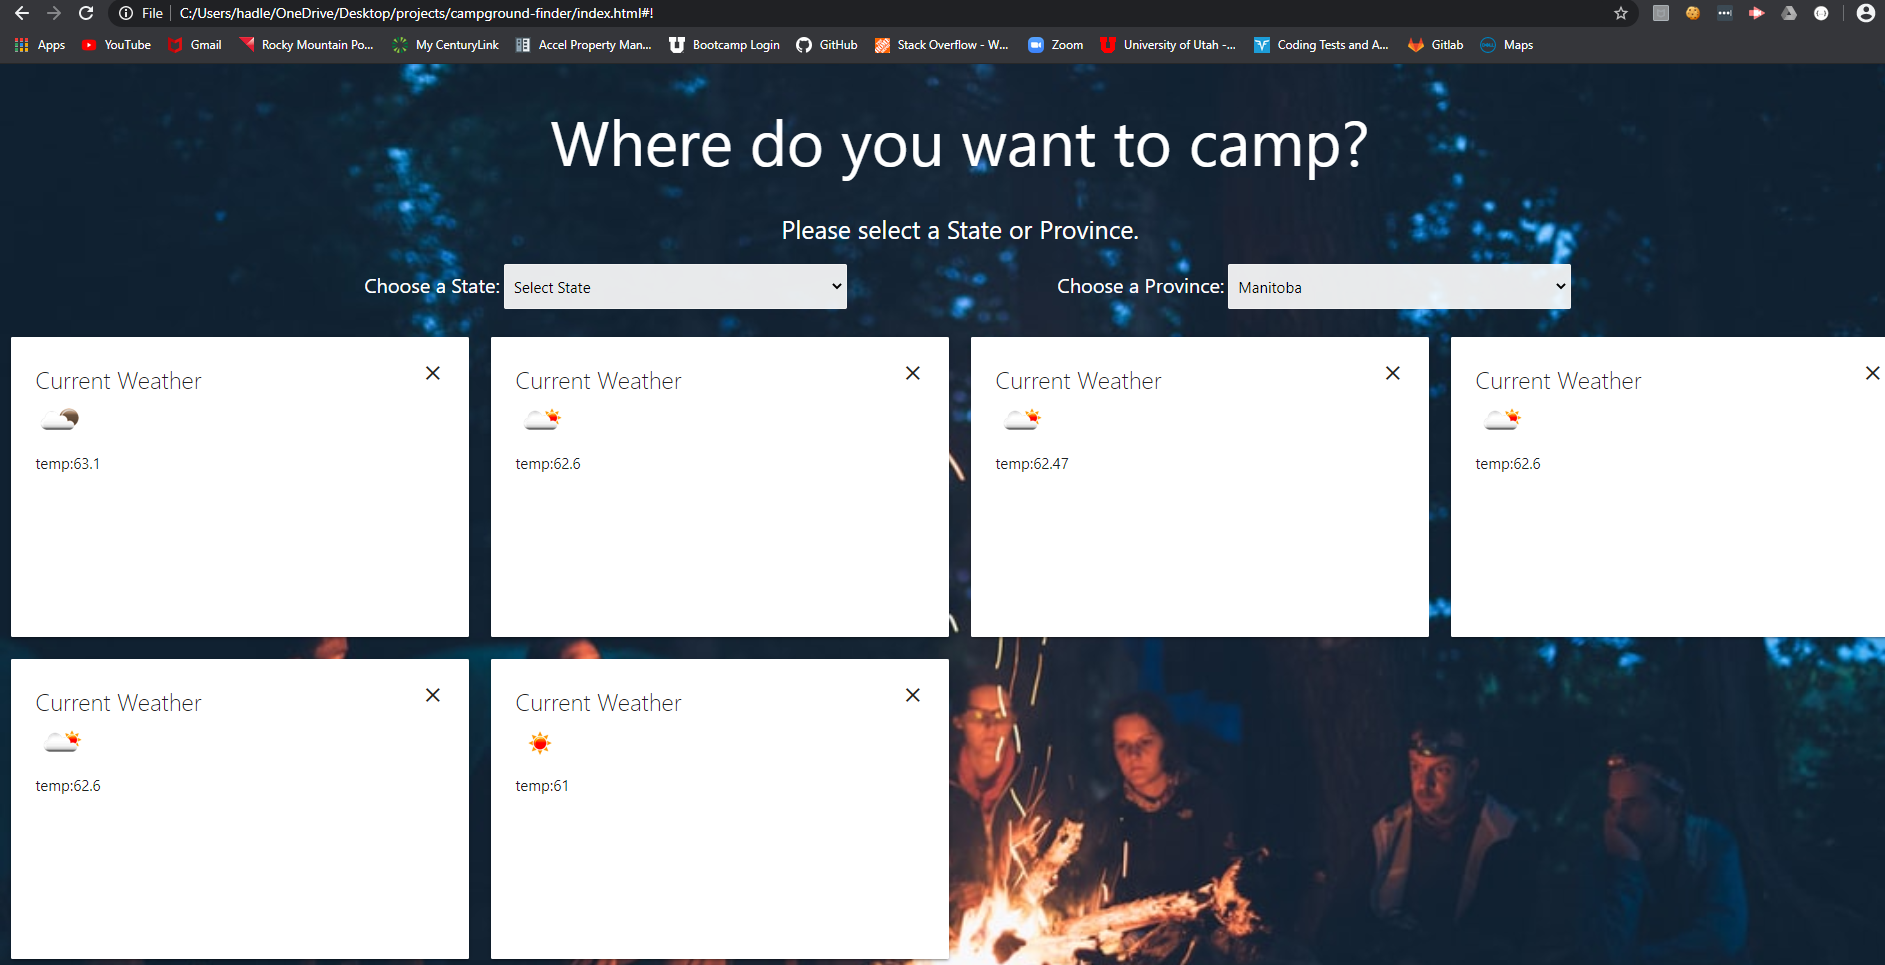 File C:/Users/hadle/OneDrive/Desktop/projects/campground-finder/index.html#!
Apps YouTube Gmail Rocky Mountain Po... My CenturyLink Accel Property Man... Bootcamp Login GitHub Stack Overflow - W... Zoom University of Utah -... Coding Tests and A... Gitlab Maps
Where do you want to camp?
Please select a State or Province.
Choose a State: Select State Choose a Province: Manitoba
Current Weather
temp:63.1
Current Weather
temp:62.6
Current Weather
temp:62.47
Current Weather
temp:62.6
Current Weather
temp:62.6
Current Weather
temp:61